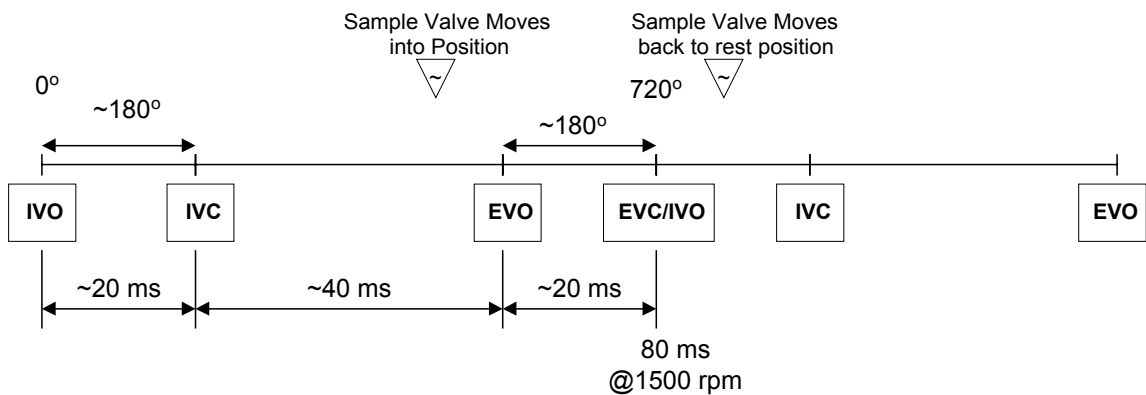 Sample Valve Moves
into Position
~
Sample Valve Moves
back to rest position
~
0º
720º
~180º
~180º
IVO
IVC
EVO
EVC/IVO
IVC
EVO
~20 ms
~40 ms
~20 ms
80 ms
@1500 rpm